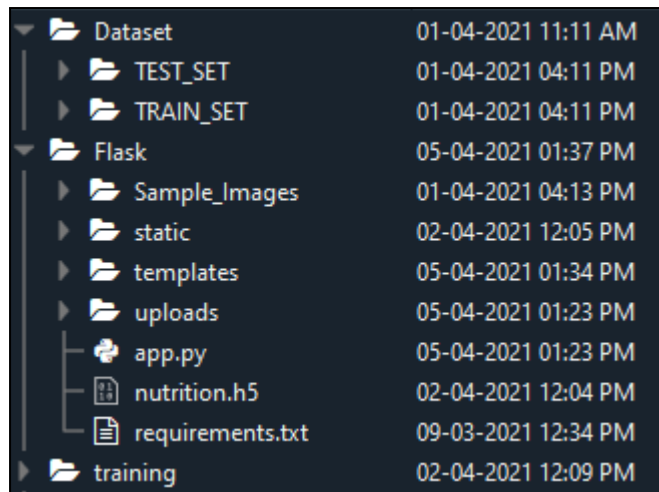 Dataset 01-04-2021 11:11 AM
TEST_SET 01-04-2021 04:11 PM
TRAIN_SET 01-04-2021 04:11 PM
Flask 05-04-2021 01:37 PM
Sample_Images 01-04-2021 04:13 PM
static 02-04-2021 12:05 PM
templates 05-04-2021 01:34 PM
uploads 05-04-2021 01:23 PM
app.py 05-04-2021 01:23 PM
nutrition.h5 02-04-2021 12:04 PM
requirements.txt 09-03-2021 12:34 PM
training 02-04-2021 12:09 PM